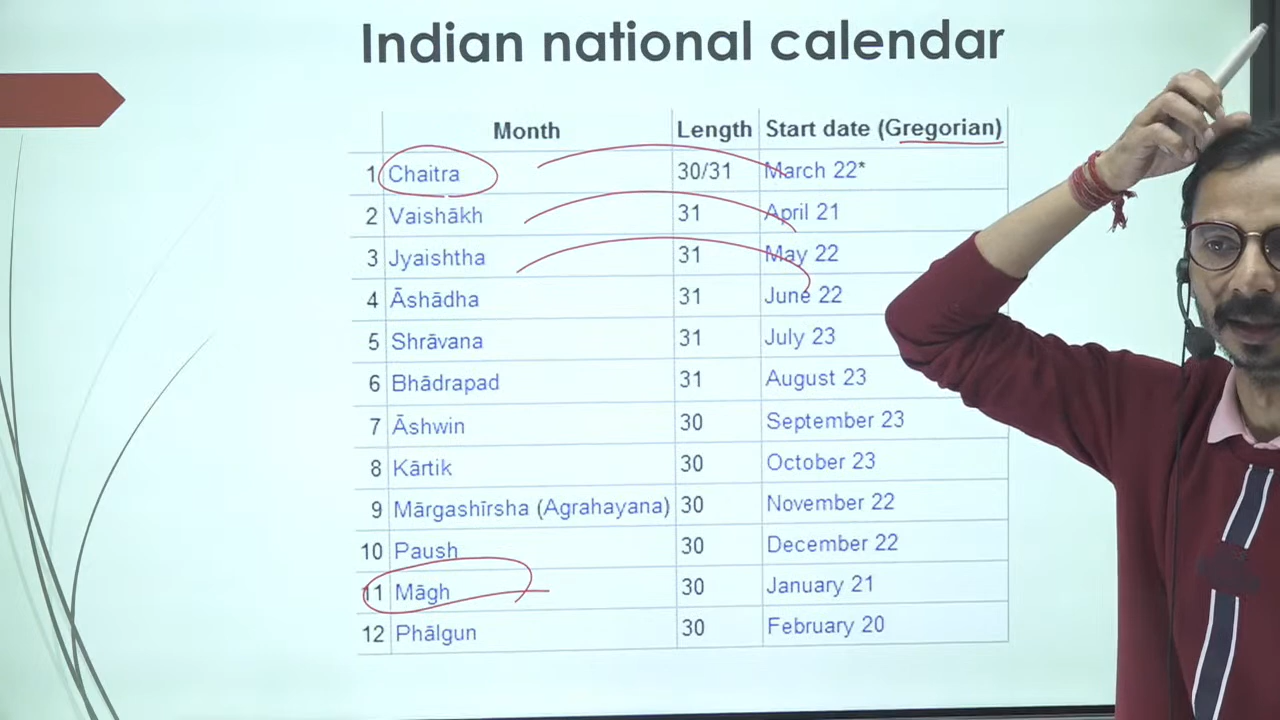 Indian national calendar
Month Length Start date (Gregorian)
1 Chaitra 30/31 March 22*
2 Vaishākh 31 April 21
3 Jyaishtha 31 May 22
4 Āshādha 31 June 22
5 Shrāvana 31 July 23
6 Bhādrapad 31 August 23
7 Āshwin 30 September 23
8 Kārtik 30 October 23
9 Mārgashīrsha (Agrahayana) 30 November 22
10 Paush 30 December 22
11 Māgh 30 January 21
12 Phālgun 30 February 20